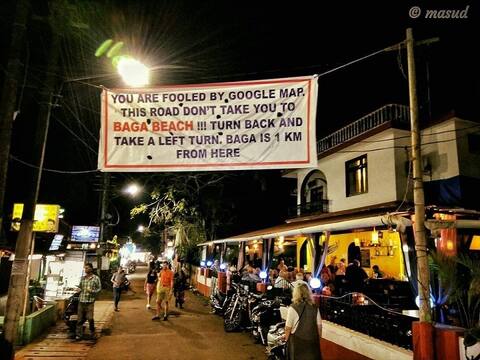 © masud
YOU ARE FOOLED BY GOOGLE MAP.
THIS ROAD DON'T TAKE YOU TO
BAGA BEACH !!! TURN BACK AND
TAKE A LEFT TURN. BAGA IS 1 KM
FROM HERE